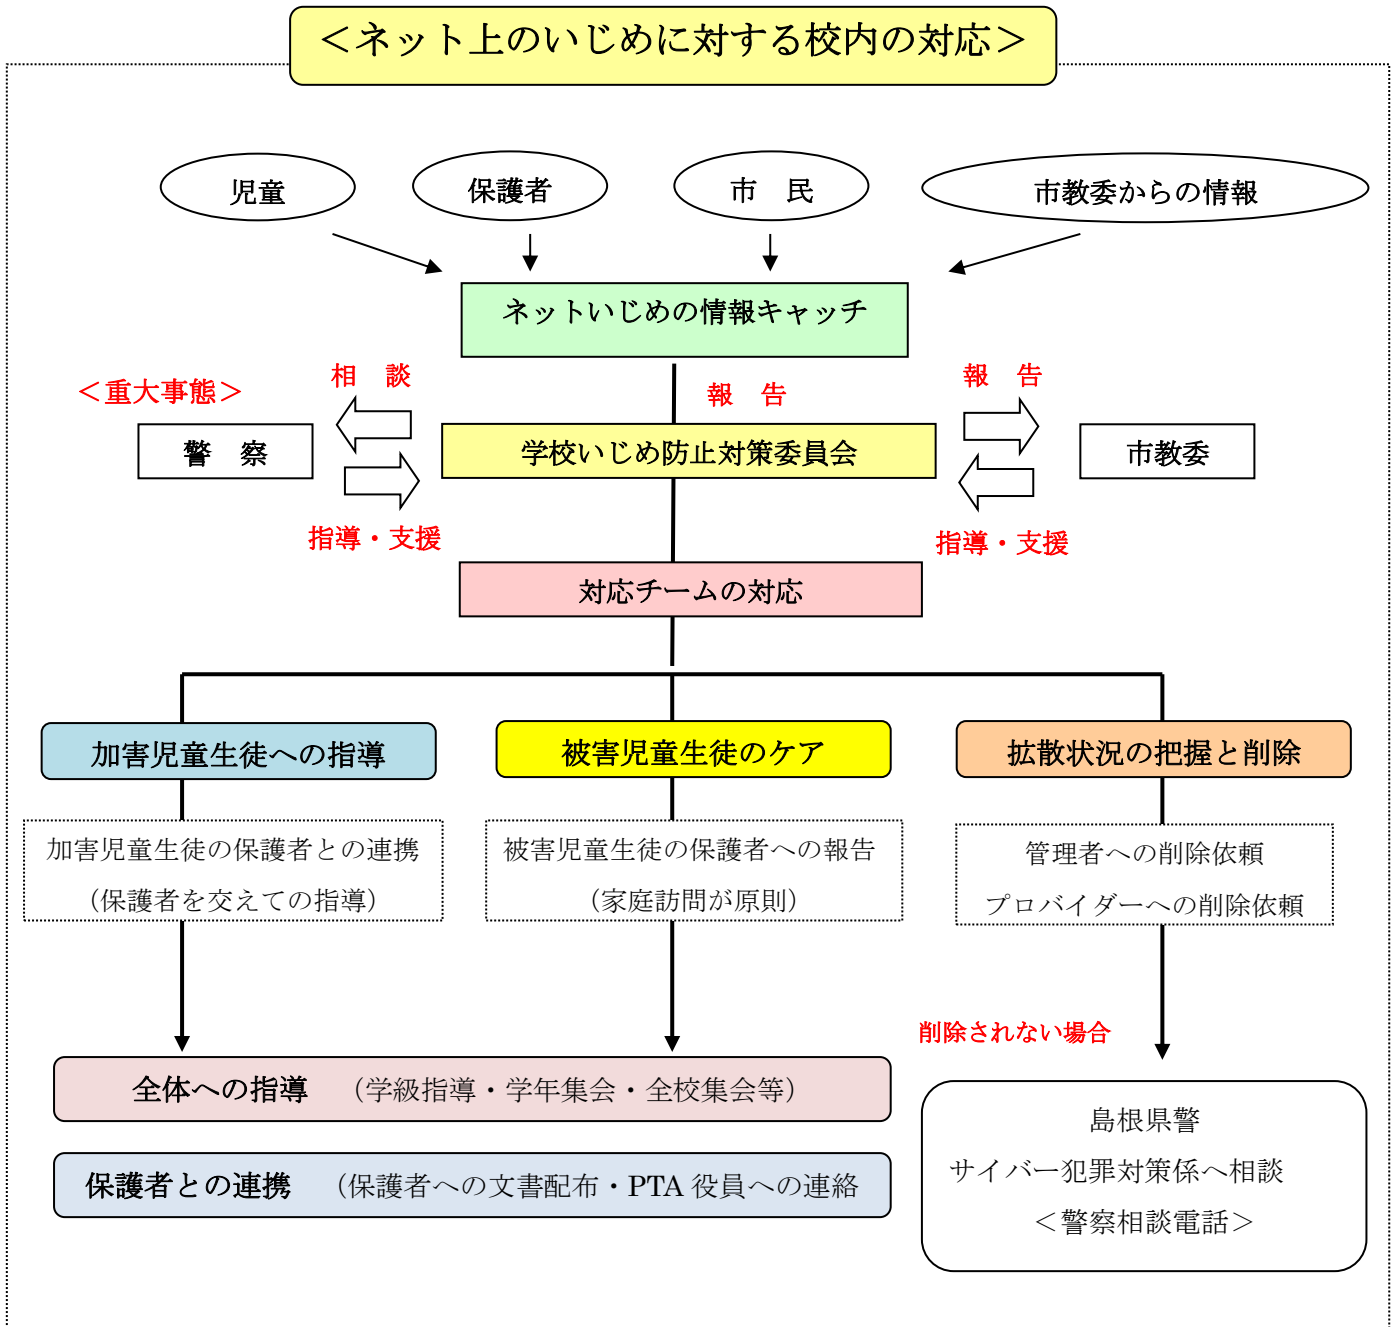 ＜ネット上のいじめに対する校内の対応＞
児童
保護者
市　民
市教委からの情報
ネットいじめの情報キャッチ
＜重大事態＞
相　談
報　告
報　告
警　察
学校いじめ防止対策委員会
市教委
指導・支援
指導・支援
対応チームの対応
加害児童生徒への指導
被害児童生徒のケア
拡散状況の把握と削除
加害児童生徒の保護者との連携
（保護者を交えての指導）
被害児童生徒の保護者への報告
（家庭訪問が原則）
管理者への削除依頼
プロバイダーへの削除依頼
削除されない場合
全体への指導　（学級指導・学年集会・全校集会等）
保護者との連携　（保護者への文書配布・PTA 役員への連絡
島根県警
サイバー犯罪対策係へ相談
＜警察相談電話＞